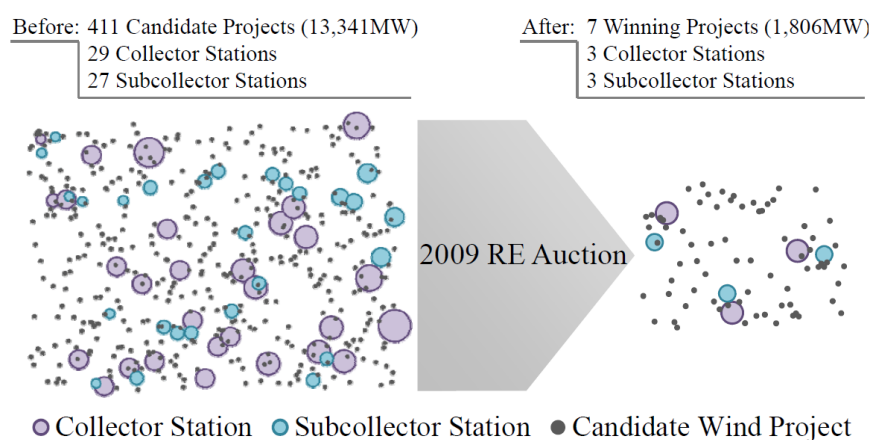 Before: 411 Candidate Projects (13,341MW)
29 Collector Stations
27 Subcollector Stations
After: 7 Winning Projects (1,806MW)
3 Collector Stations
3 Subcollector Stations
2009 RE Auction
Collector Station
Subcollector Station
Candidate Wind Project